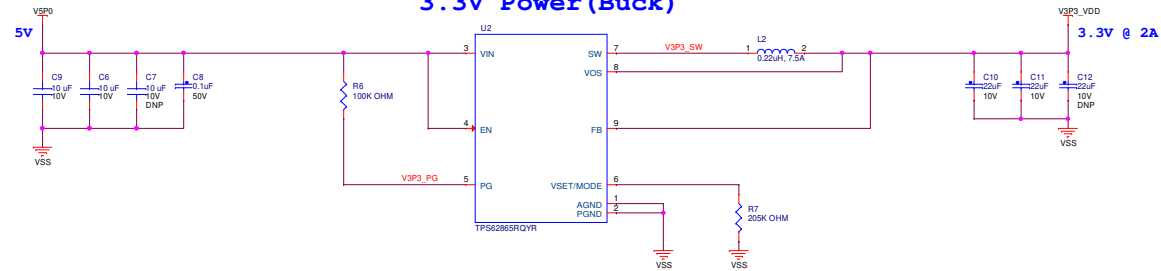 3.3V Power(Buck)
V5P0
5V
V3P3_VDD
3.3V @ 2A
U2
3
VIN
SW
7
V3P3_SW
1
L2
2
0.22uH, 7.5A
VOS
8
C9
10 uF
10V
C6
10 uF
10V
C7
10 uF
10V
DNP
C8
0.1uF
50V
R6
100K OHM
C10
22uF
10V
C11
22uF
10V
C12
22uF
10V
DNP
4
EN
FB
9
VSS
VSS
V3P3_PG
5
PG
VSET/MODE
6
AGND
1
PGND
2
R7
205K OHM
TPS62865RQYR
VSS
VSS